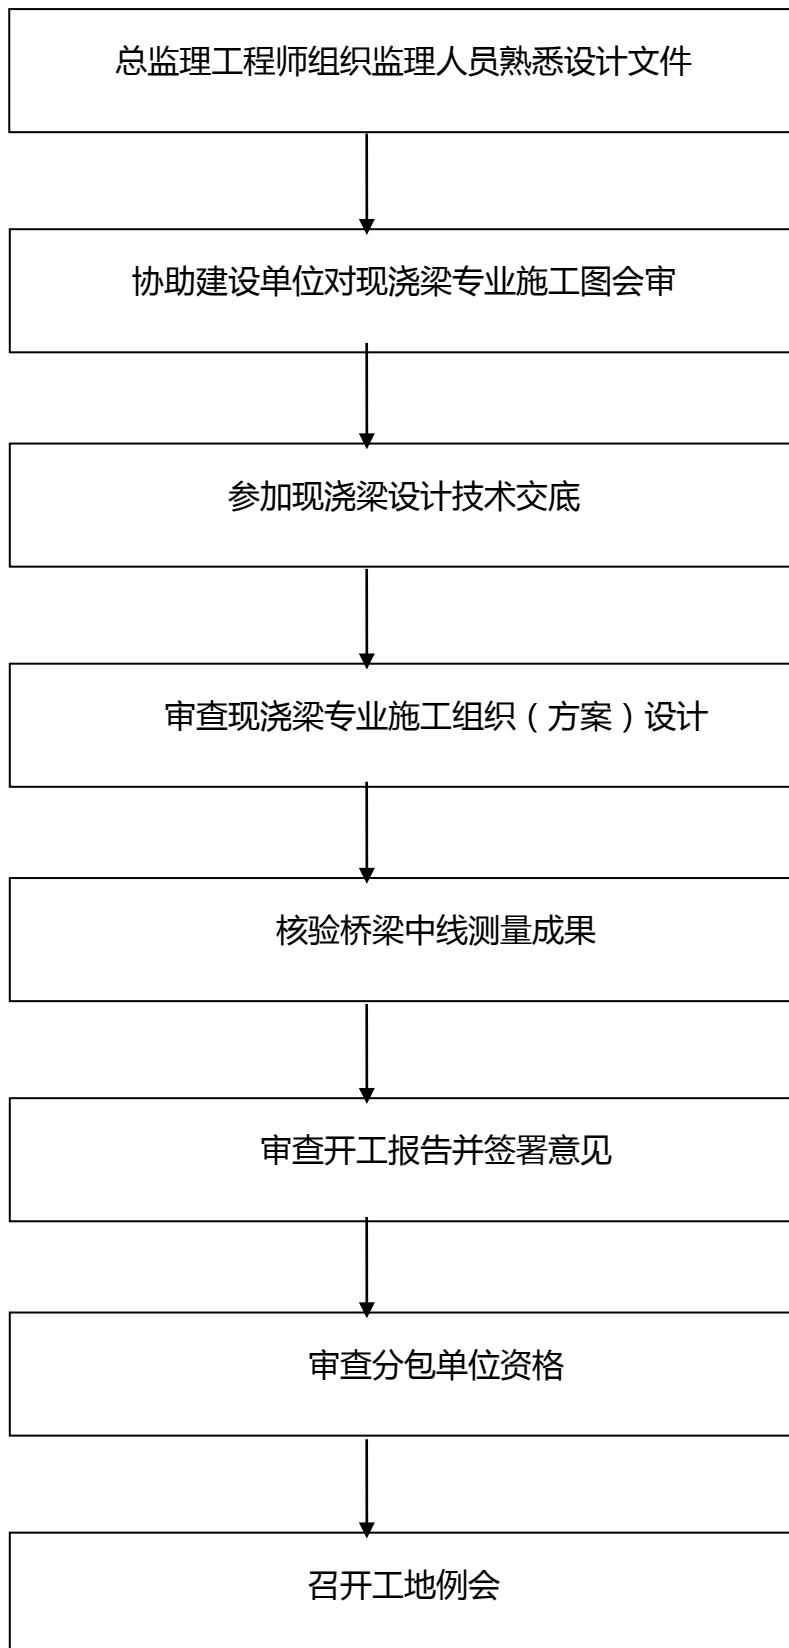 总监理工程师组织监理人员熟悉设计文件
协助建设单位对现浇梁专业施工图会审
参加现浇梁设计技术交底
审查现浇梁专业施工组织（方案）设计
核验桥梁中线测量成果
审查开工报告并签署意见
审查分包单位资格
召开工地例会